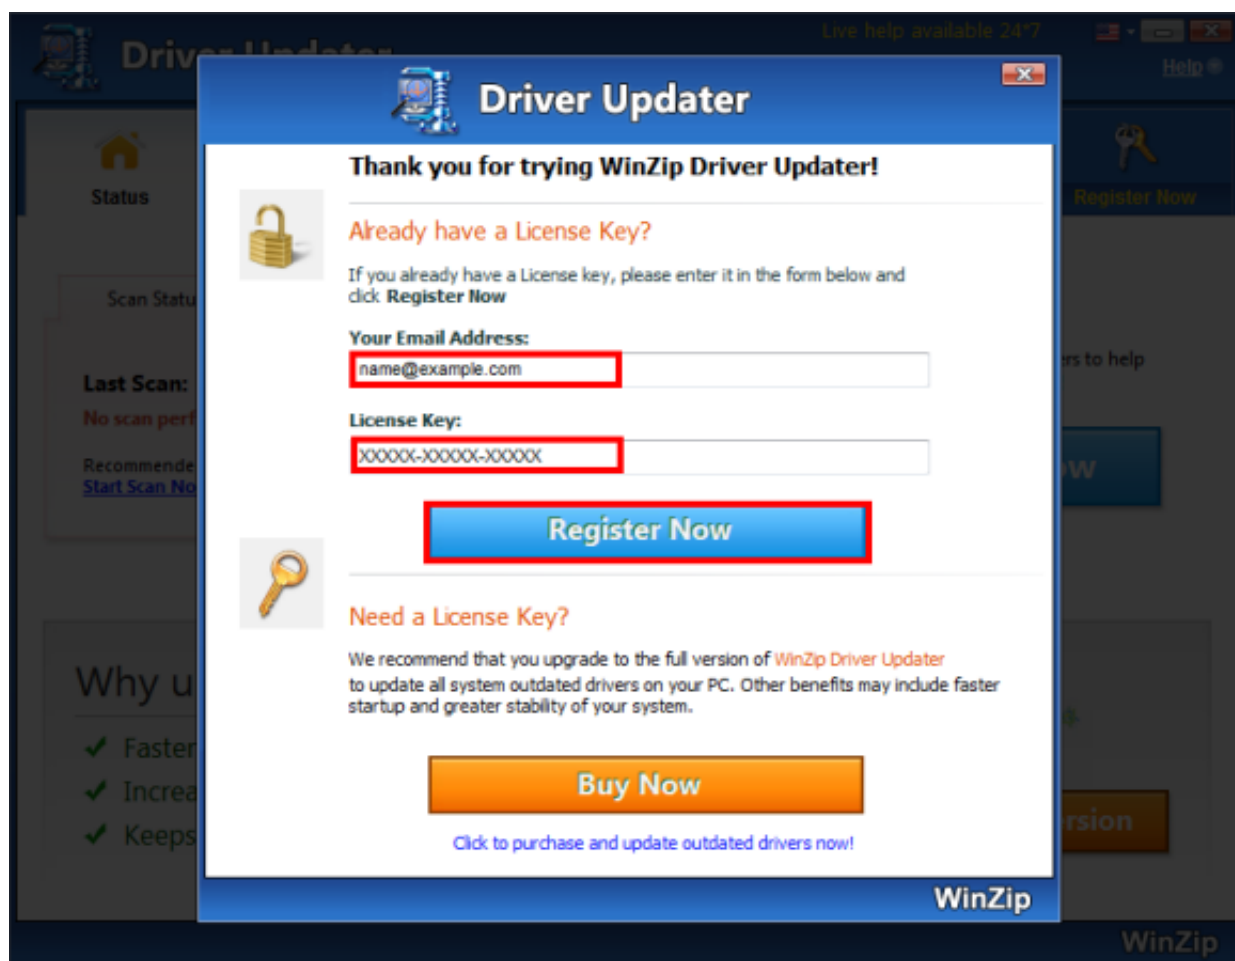 Live help available 24*7
Driver Updater
Help
Driver Updater
Status
Register Now
Thank you for trying WinZip Driver Updater!
Already have a License Key?
If you already have a License key, please enter it in the form below and
click Register Now
Scan Statu
Your Email Address:
name@example.com
ers to help
Last Scan:
No scan perf
License Key:
XXXXX-XXXXX-XXXXX
Recommende
Start Scan No
ow
Register Now
Need a License Key?
We recommend that you upgrade to the full version of WinZip Driver Updater
to update all system outdated drivers on your PC. Other benefits may include faster
startup and greater stability of your system.
Why u
Faster
Increa
Keeps
Buy Now
rsion
Click to purchase and update outdated drivers now!
WinZip
WinZip